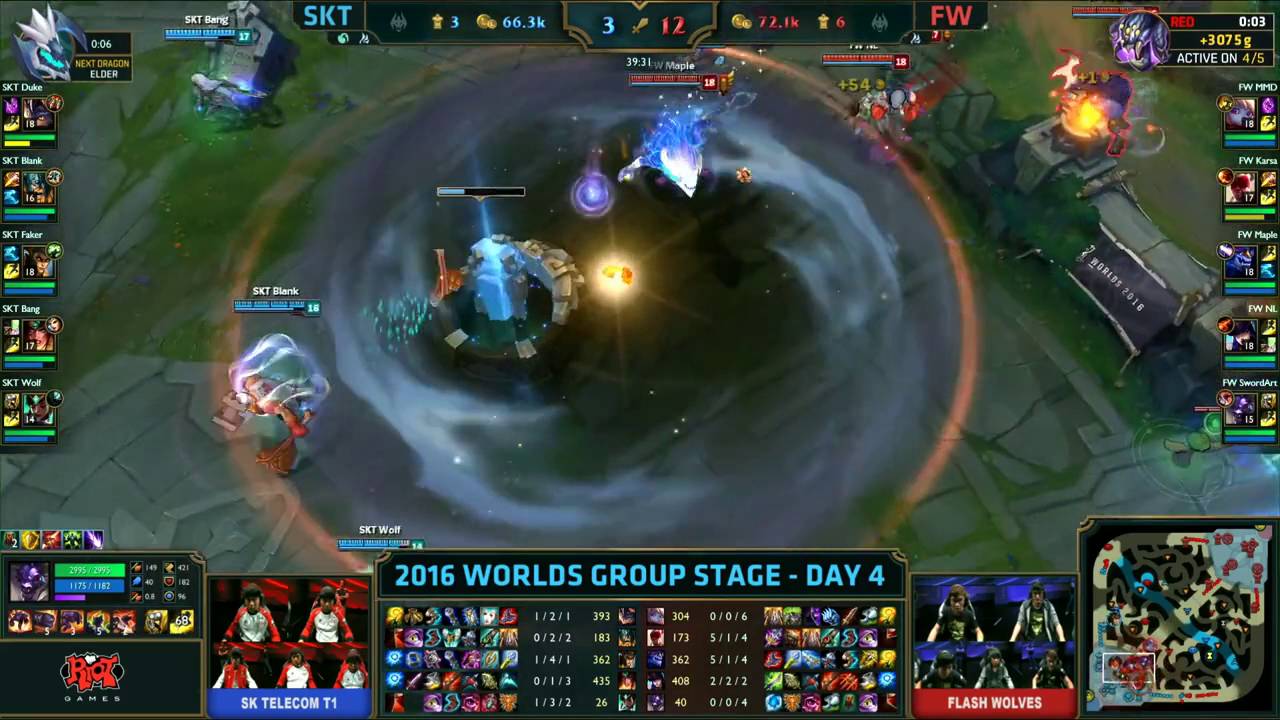 SKT 3 66.3k 3 12 72.1k 6 FW
0:06
NEXT DRAGON
ELDER
RED 0:03
+3075g
ACTIVE ON 4/5
SKT Bang
17
39:31
FW Maple
18
FW NL
18
+54
+1
SKT Duke
18
SKT Blank
16
SKT Faker
18
SKT Bang
17
SKT Wolf
14
FW MMD
18
FW Karsa
17
FW Maple
18
FW NL
18
FW SwordArt
15
SKT Blank
16
WORLDS 2016
SKT Wolf
14
2995 / 2995
1175 / 1182
149 421
40 182
0.8 96
68
RIOT
GAMES
SK TELECOM T1
2016 WORLDS GROUP STAGE - DAY 4
1 / 2 / 1 393 304 0 / 0 / 6
0 / 2 / 2 183 173 5 / 1 / 4
1 / 4 / 1 362 362 5 / 1 / 4
0 / 1 / 3 435 408 2 / 2 / 2
1 / 3 / 2 26 40 0 / 0 / 4
FLASH WOLVES